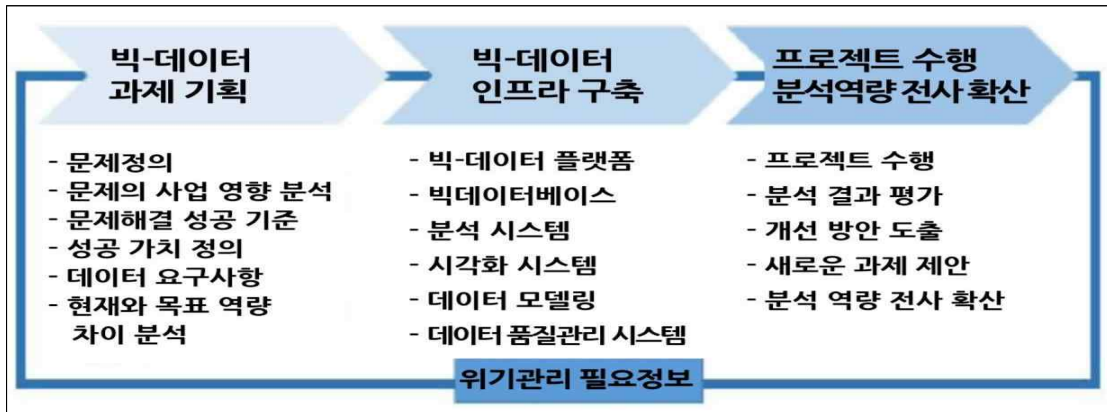 빅-데이터
과제 기획
- 문제정의
- 문제의 사업 영향 분석
- 문제해결 성공 기준
- 성공 가치 정의
- 데이터 요구사항
- 현재와 목표 역량
차이 분석
빅-데이터
인프라 구축
- 빅-데이터 플랫폼
- 빅데이터베이스
- 분석 시스템
- 시각화 시스템
- 데이터 모델링
- 데이터 품질관리 시스템
프로젝트 수행
분석역량 전사 확산
- 프로젝트 수행
- 분석 결과 평가
- 개선 방안 도출
- 새로운 과제 제안
- 분석 역량 전사 확산
위기관리 필요정보